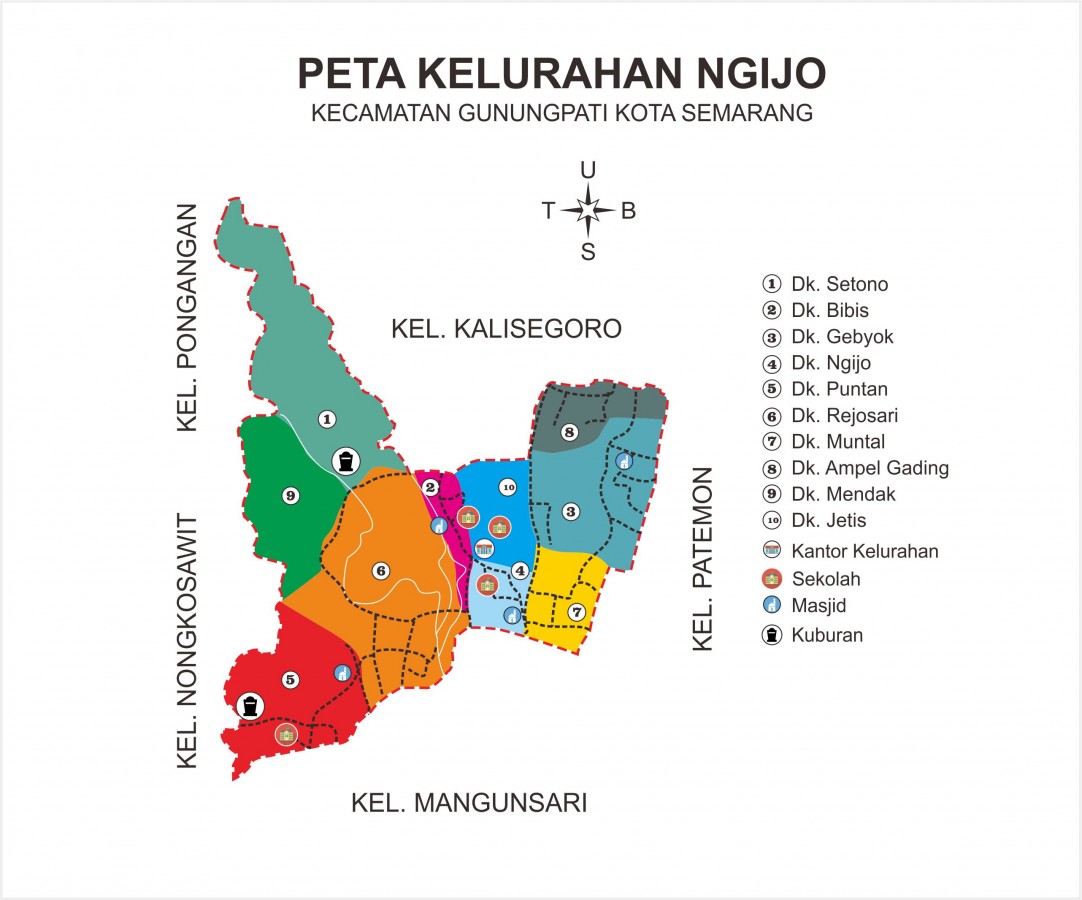 PETA KELURAHAN NGIJO
KECAMATAN GUNUNGPATI KOTA SEMARANG
U
T B
S
KEL. PONGANGAN
KEL. KALISEGORO
KEL. NONGKOSAWIT
KEL. PATEMON
KEL. MANGUNSARI
1
8
2
10
9
3
6
4
7
5
1 Dk. Setono
2 Dk. Bibis
3 Dk. Gebyok
4 Dk. Ngijo
5 Dk. Puntan
6 Dk. Rejosari
7 Dk. Muntal
8 Dk. Ampel Gading
9 Dk. Mendak
10 Dk. Jetis
Kantor Kelurahan
Sekolah
Masjid
Kuburan